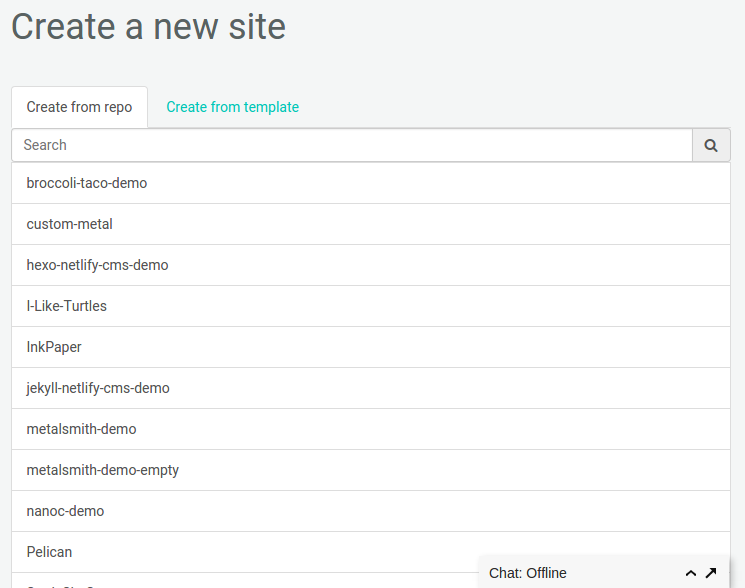 Create a new site
Create from repo
Create from template
Search
broccoli-taco-demo
custom-metal
hexo-netlify-cms-demo
I-Like-Turtles
InkPaper
jekyll-netlify-cms-demo
metalsmith-demo
metalsmith-demo-empty
nanoc-demo
Pelican
Chat: Offline